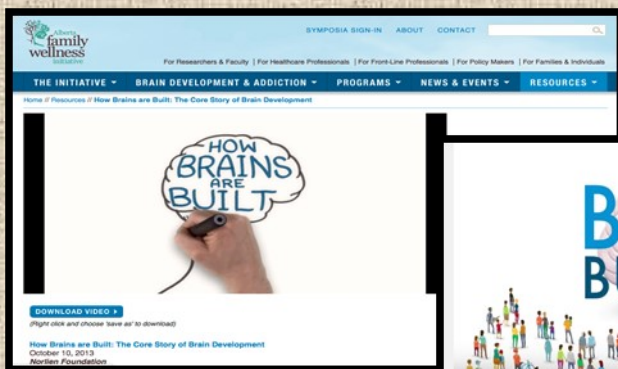 SYMPOSIA SIGN-IN ABOUT CONTACT
Alberta
family
wellness
initiative
For Researchers & Faculty | For Healthcare Professionals | For Front-Line Professionals | For Policy Makers | For Families & Individuals
THE INITIATIVE BRAIN DEVELOPMENT & ADDICTION PROGRAMS NEWS & EVENTS RESOURCES
Home // Resources // How Brains are Built: The Core Story of Brain Development
HOW
BRAINS
ARE
BUILT
DOWNLOAD VIDEO
(Right click and choose 'save as' to download)
How Brains are Built: The Core Story of Brain Development
October 10, 2013
Norlien Foundation
B
B